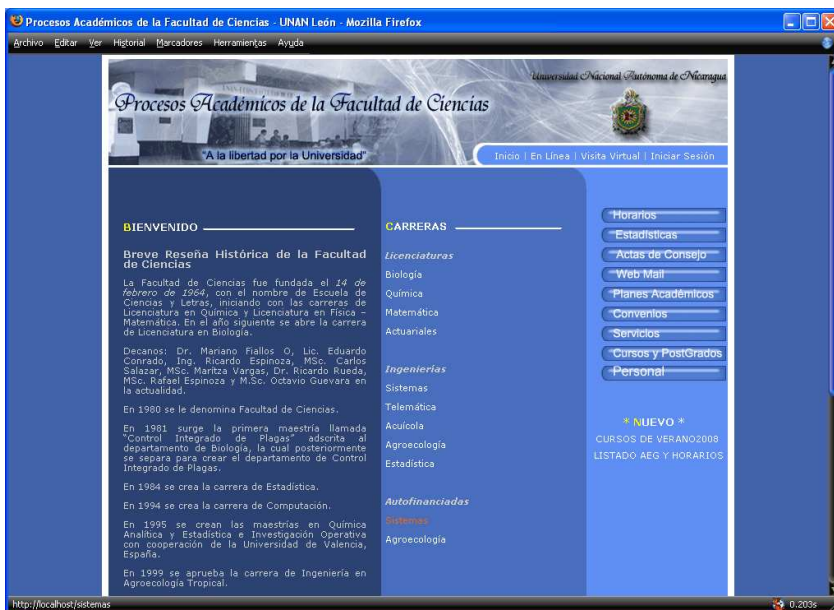 Procesos Académicos de la Facultad de Ciencias - UNAN León - Mozilla Firefox
Archivo Editar Ver Historial Marcadores Herramientas Ayuda
Universidad Nacional Autónoma de Nicaragua
Procesos Académicos de la Facultad de Ciencias
"A la libertad por la Universidad"
Inicio | En Línea | Visita Virtual | Iniciar Sesión
BIENVENIDO
Breve Reseña Histórica de la Facultad
de Ciencias
La Facultad de Ciencias fue fundada el 14 de
febrero de 1964, con el nombre de Escuela de
Ciencias y Letras, iniciando con las carreras de
Licenciatura en Química y Licenciatura en Física –
Matemática. En el año siguiente se abre la carrera
de Licenciatura en Biología.
Decanos: Dr. Mariano Fiallos O, Lic. Eduardo
Conrado, Ing. Ricardo Espinoza, MSc. Carlos
Salazar, MSc. Maritza Vargas, Dr. Ricardo Rueda,
MSc. Rafael Espinoza y M.Sc. Octavio Guevara en
la actualidad.
En 1980 se le denomina Facultad de Ciencias.
En 1981 surge la primera maestría llamada
"Control Integrado de Plagas" adscrita al
departamento de Biología, la cual posteriormente
se separa para crear el departamento de Control
Integrado de Plagas.
En 1984 se crea la carrera de Estadística.
En 1994 se crea la carrera de Computación.
En 1995 se crean las maestrías en Química
Analítica y Estadística e Investigación Operativa
con cooperación de la Universidad de Valencia,
España.
En 1999 se aprueba la carrera de Ingeniería en
Agroecología Tropical.
CARRERAS
Licenciaturas
Biología
Química
Matemática
Actuariales
Ingenierías
Sistemas
Telemática
Acuícola
Agroecología
Estadística
Autofinanciadas
Sistemas
Agroecología
Horarios
Estadísticas
Actas de Consejo
Web Mail
Planes Académicos
Convenios
Servicios
Cursos y PostGrados
Personal
* NUEVO *
CURSOS DE VERANO2008
LISTADO AEG Y HORARIOS
http://localhost/sistemas
0.203s